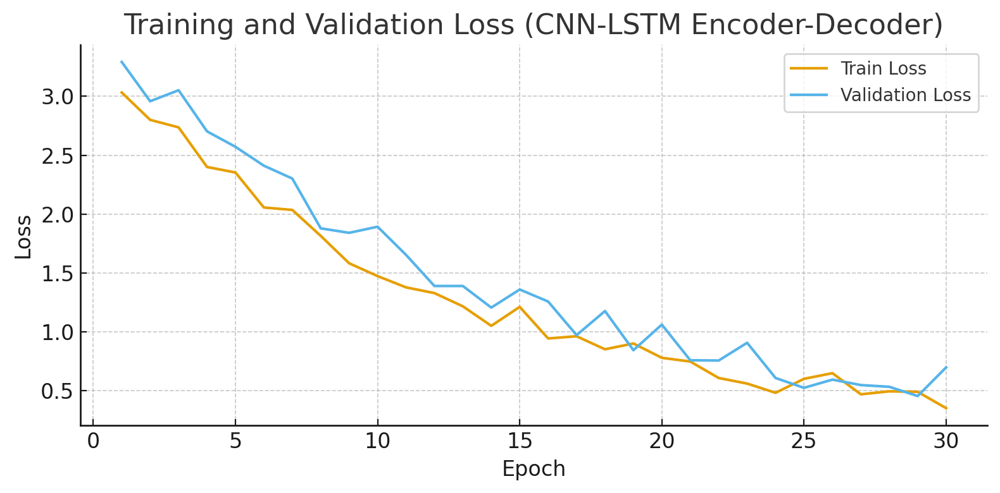 Training and Validation Loss (CNN-LSTM Encoder-Decoder)
Train Loss
Validation Loss
Loss
3.0
2.5
2.0
1.5
1.0
0.5
0 5 10 15 20 25 30
Epoch